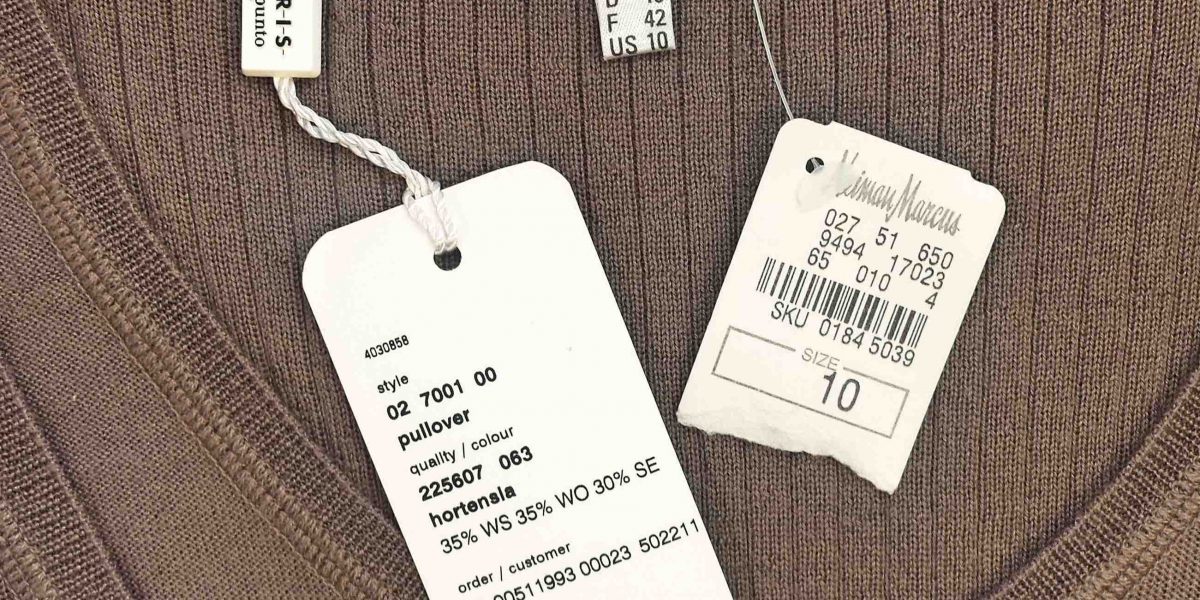 R-I-S-
punto
F 42
US 10
4030858
style
02 7001 00
pullover
quality / colour
225607 063
hortensia
35% WS 35% WO 30% SE
order / customer
00511993 00023 502211
Neiman Marcus
027 51 650
9494 17023
65 010 4
SKU 0184 5039
SIZE
10